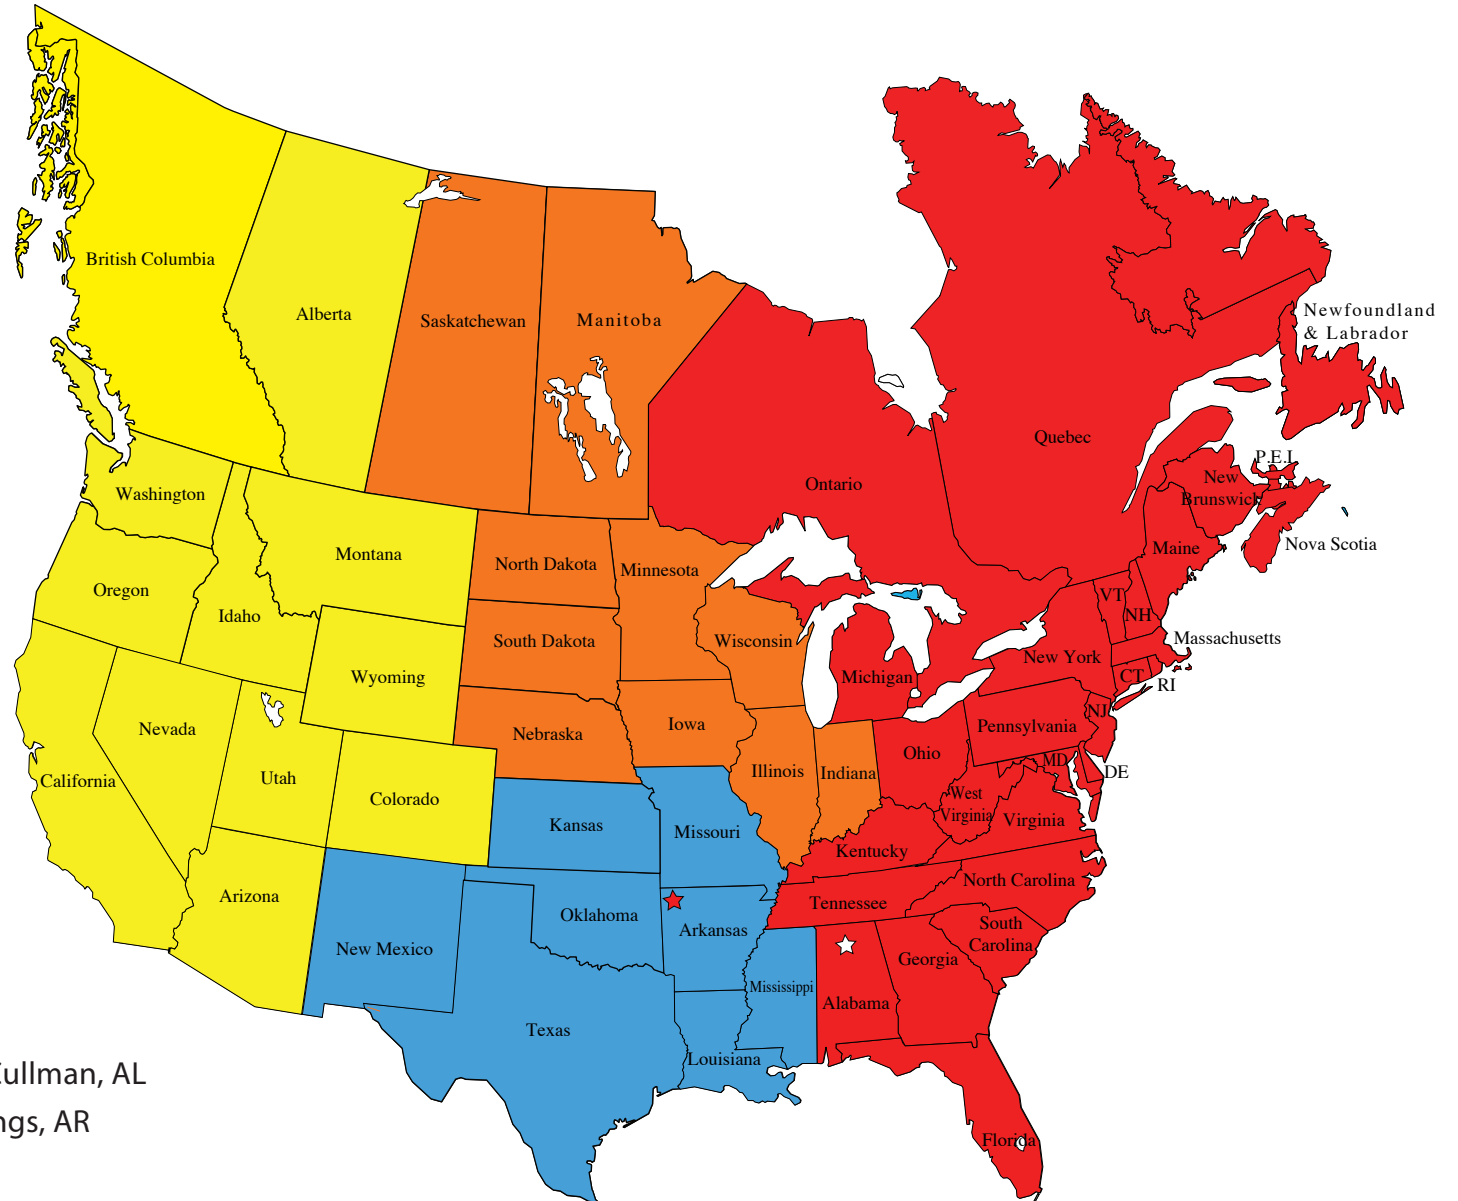 British Columbia
Alberta
Saskatchewan
Manitoba
Newfoundland
& Labrador
Quebec
Ontario
P.E.I.
New
Brunswick
Nova Scotia
Maine
Washington
Montana
North Dakota
Minnesota
Oregon
Idaho
VT
NH
South Dakota
Wisconsin
Massachusetts
New York
Wyoming
Michigan
CT
RI
Nevada
Nebraska
Iowa
Pennsylvania
NJ
Ohio
MD
DE
California
Utah
Colorado
Illinois
Indiana
West
Virginia
Virginia
Kansas
Missouri
Kentucky
North Carolina
Arizona
Tennessee
Oklahoma
Arkansas
South
Carolina
New Mexico
Georgia
Mississippi
Alabama
Texas
Louisiana
Florida
Cullman, AL
ngs, AR